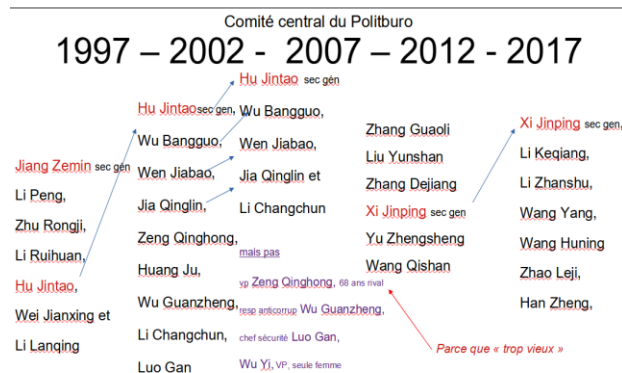 Comité central du Politburo
1997 – 2002 - 2007 – 2012 - 2017
Jiang Zemin sec gén
Li Peng,
Zhu Rongji,
Li Ruihuan,
Hu Jintao,
Wei Jianxing et
Li Lanqing
Hu Jintao sec gen,
Wu Bangguo,
Wen Jiabao,
Jia Qinglin,
Zeng Qinghong,
Huang Ju,
Wu Guanzheng,
Li Changchun,
Luo Gan
Hu Jintao sec gén
Wu Bangguo,
Wen Jiabao,
Jia Qinglin et
Li Changchun
mais pas
vp Zeng Qinghong, 68 ans rival
resp anticorrup Wu Guanzheng,
chef sécurité Luo Gan,
Wu Yi, VP, seule femme
Zhang Guaoli
Liu Yunshan
Zhang Dejiang
Xi Jinping sec gen
Yu Zhengsheng
Wang Qishan
Parce que « trop vieux »
Xi Jinping sec gen,
Li Keqiang,
Li Zhanshu,
Wang Yang,
Wang Huning
Zhao Leji,
Han Zheng,